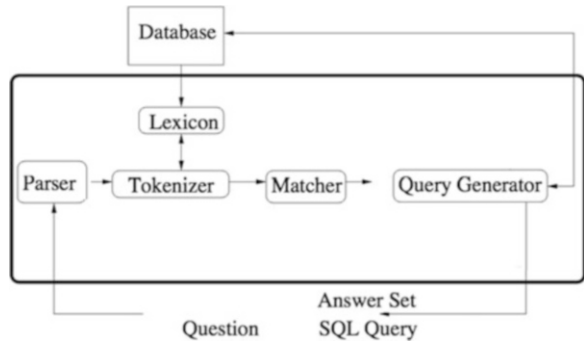 Database
Lexicon
Parser
Tokenizer
Matcher
Query Generator
Answer Set
Question
SQL Query